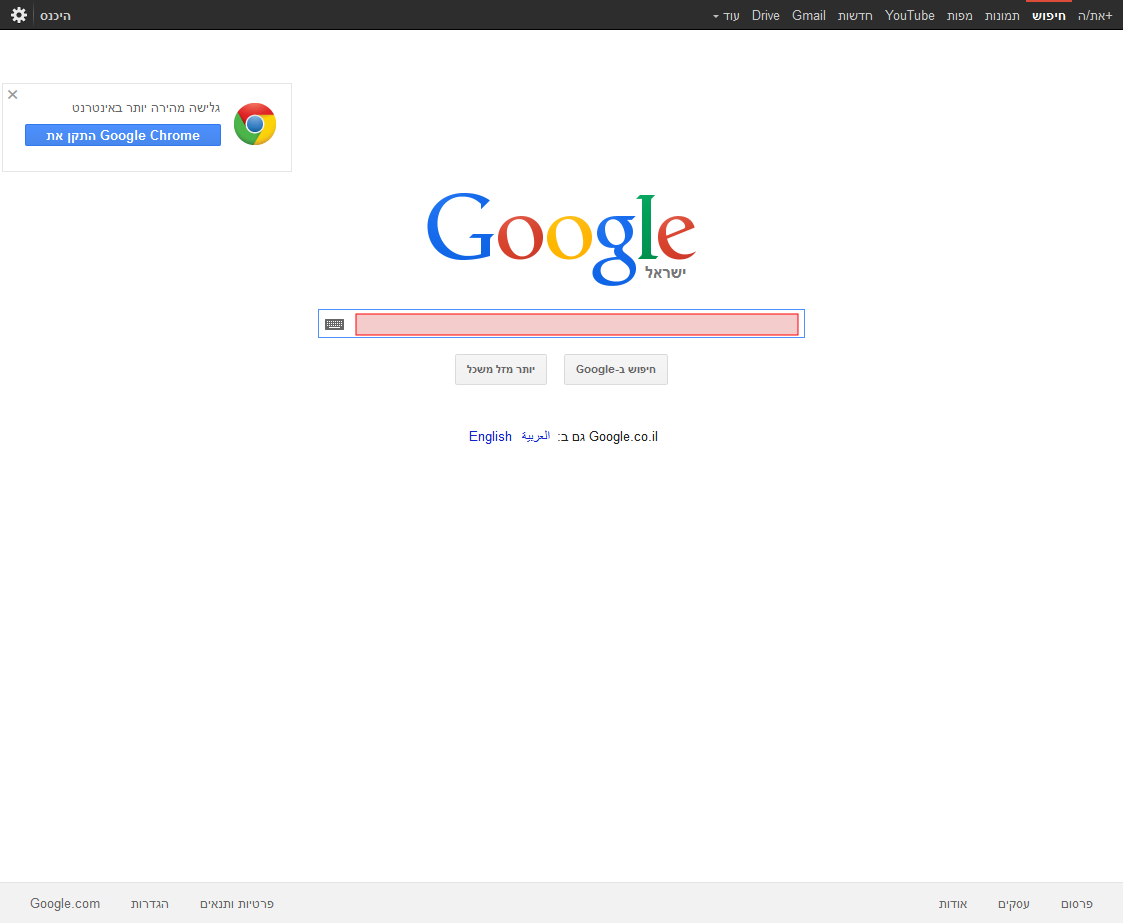 +את/ה חיפוש תמונות מפות YouTube חדשות Gmail Drive עוד
היכנס
גלישה מהירה יותר באינטרנט
התקן את Google Chrome
Google
ישראל
חיפוש ב-Google יותר מזל משכל
Google.co.il גם ב: العربية English
פרסום עסקים אודות פרטיות ותנאים הגדרות Google.com